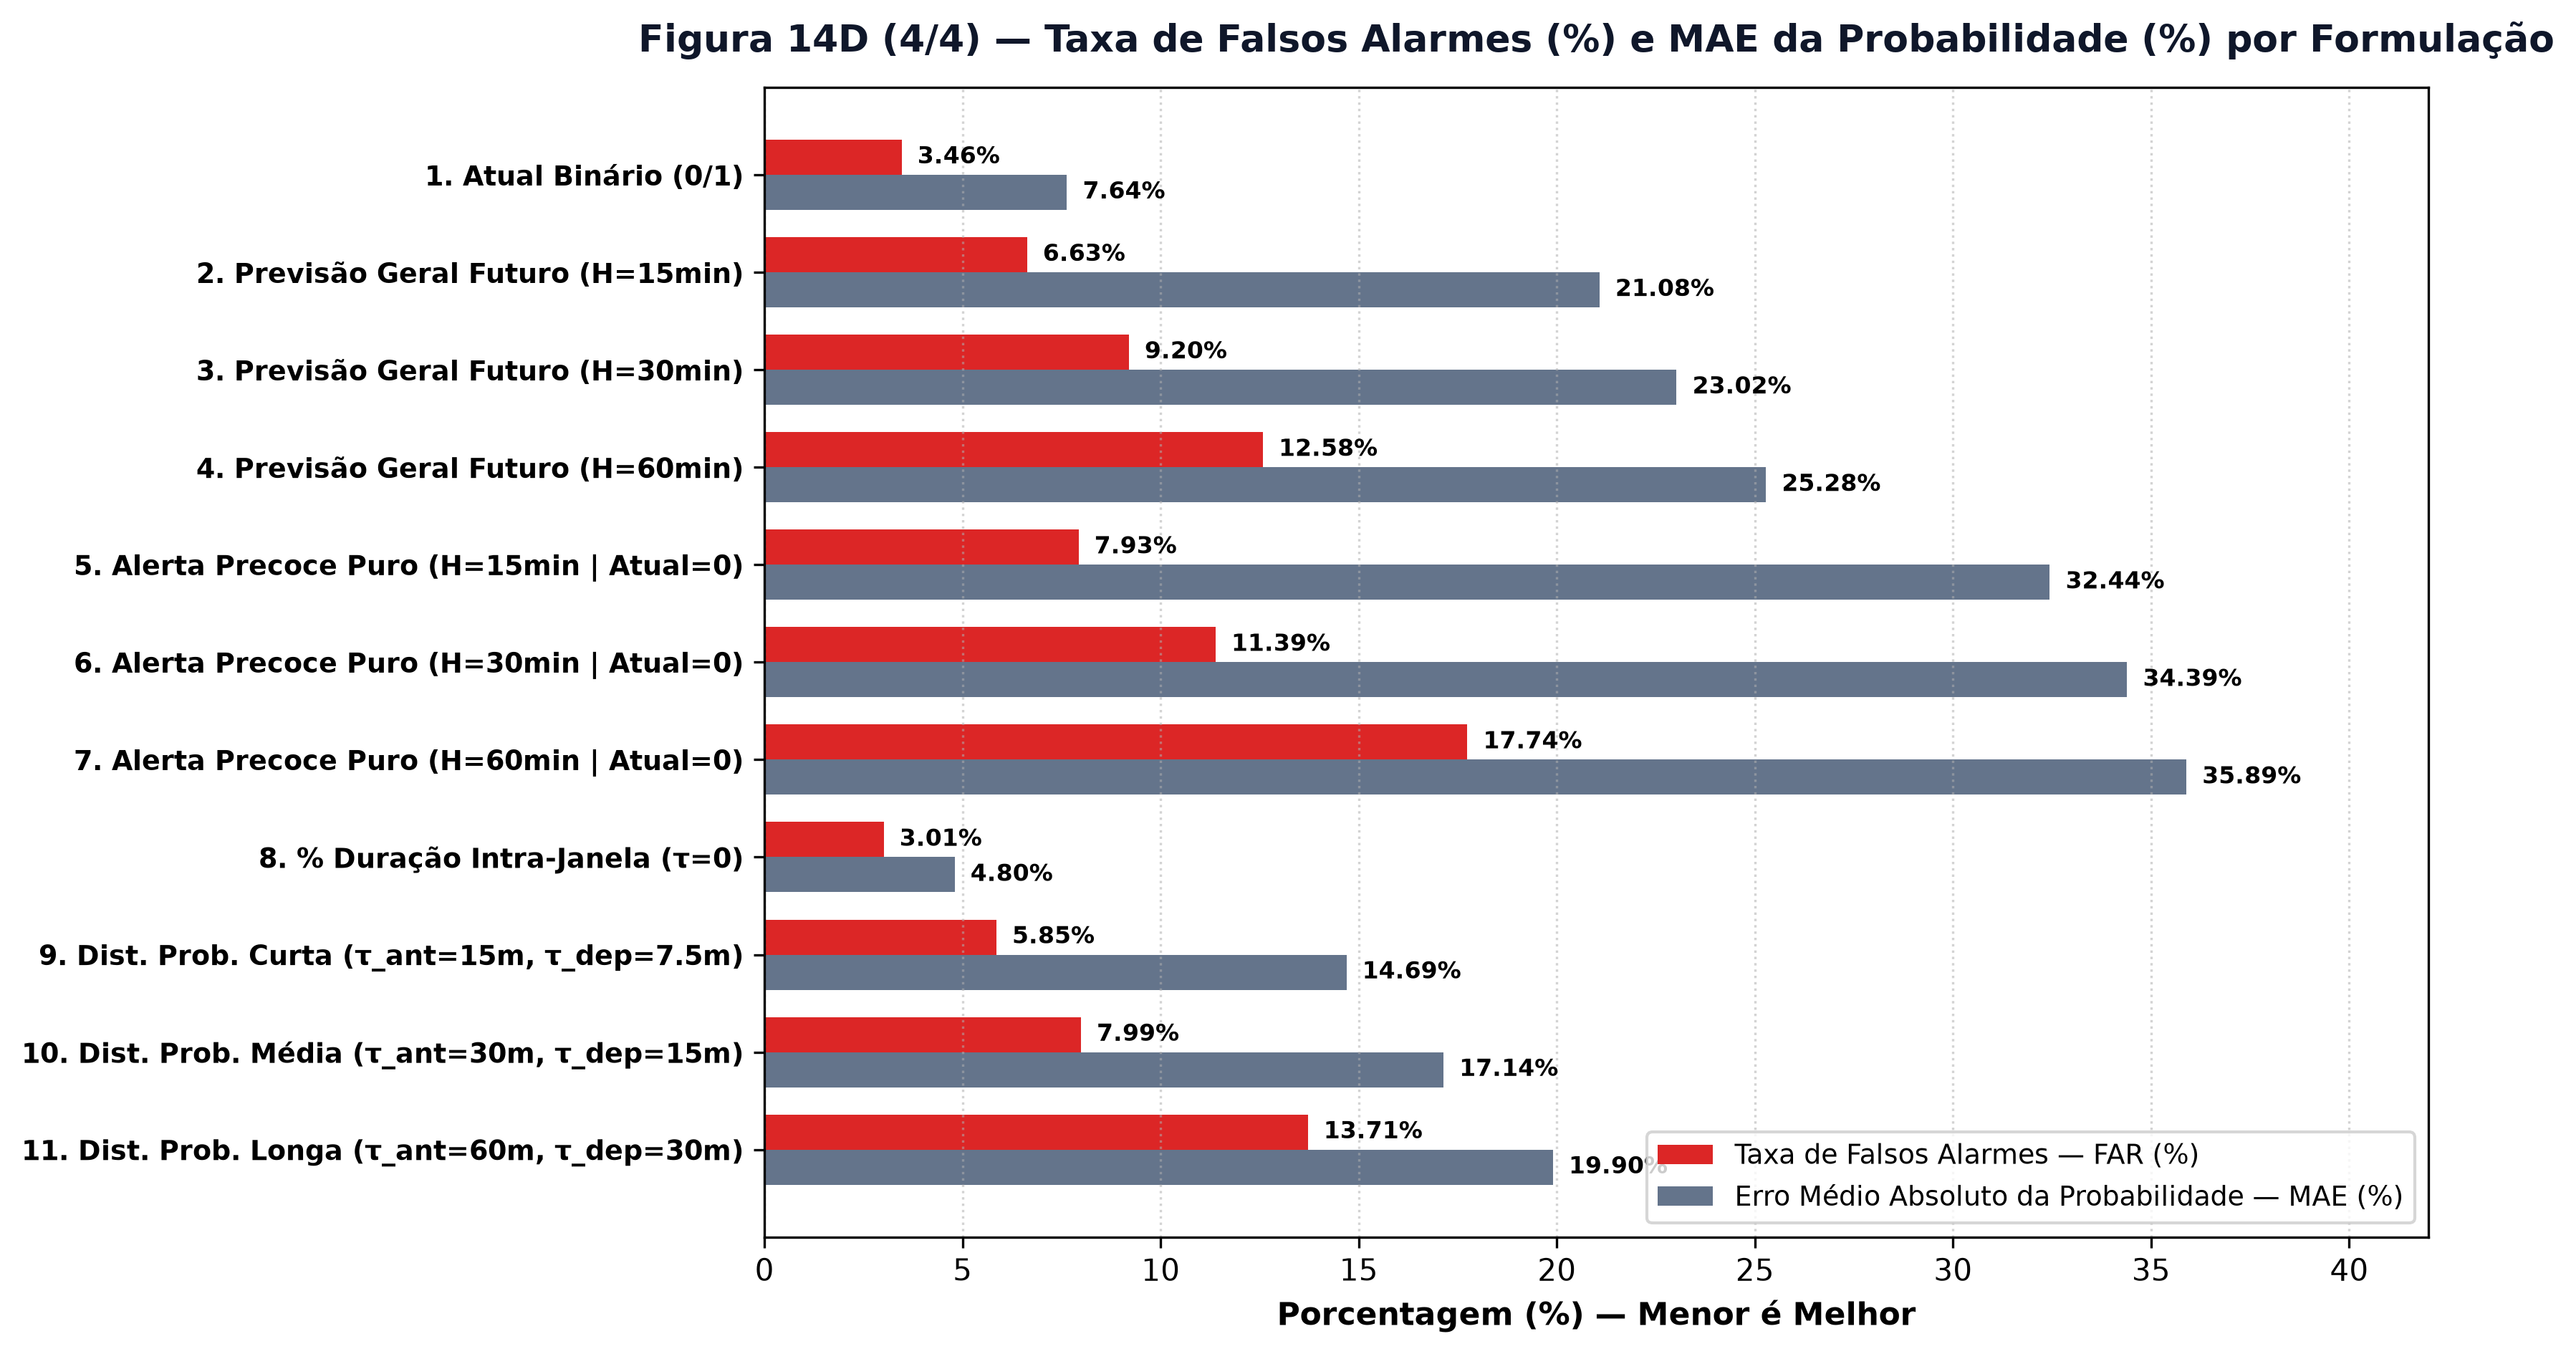 Figura 14D (4/4) — Taxa de Falsos Alarmes (%) e MAE da Probabilidade (%) por Formulação
1. Atual Binário (0/1)
3.46%
7.64%
2. Previsão Geral Futuro (H=15min)
6.63%
21.08%
3. Previsão Geral Futuro (H=30min)
9.20%
23.02%
4. Previsão Geral Futuro (H=60min)
12.58%
25.28%
5. Alerta Precoce Puro (H=15min | Atual=0)
7.93%
32.44%
6. Alerta Precoce Puro (H=30min | Atual=0)
11.39%
34.39%
7. Alerta Precoce Puro (H=60min | Atual=0)
17.74%
35.89%
8. % Duração Intra-Janela (τ=0)
3.01%
4.80%
9. Dist. Prob. Curta (τ_ant=15m, τ_dep=7.5m)
5.85%
14.69%
10. Dist. Prob. Média (τ_ant=30m, τ_dep=15m)
7.99%
17.14%
11. Dist. Prob. Longa (τ_ant=60m, τ_dep=30m)
13.71%
19.90%
Taxa de Falsos Alarmes — FAR (%)
Erro Médio Absoluto da Probabilidade — MAE (%)
0 5 10 15 20 25 30 35 40
Porcentagem (%) — Menor é Melhor